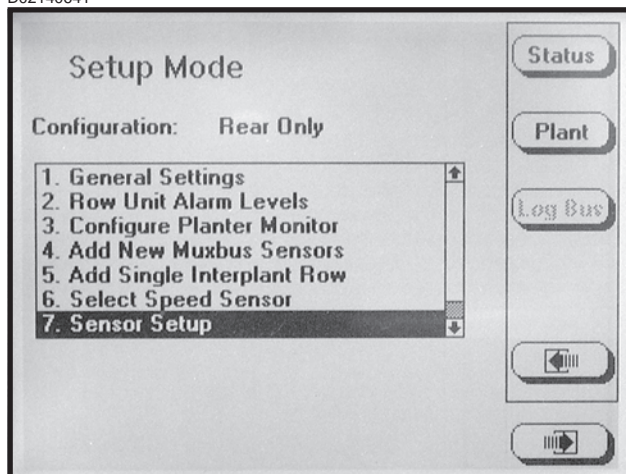 Setup Mode
Status
Configuration: Rear Only
Plant
1. General Settings
2. Row Unit Alarm Levels
3. Configure Planter Monitor
4. Add New Muxbus Sensors
5. Add Single Interplant Row
6. Select Speed Sensor
7. Sensor Setup
Log Bus